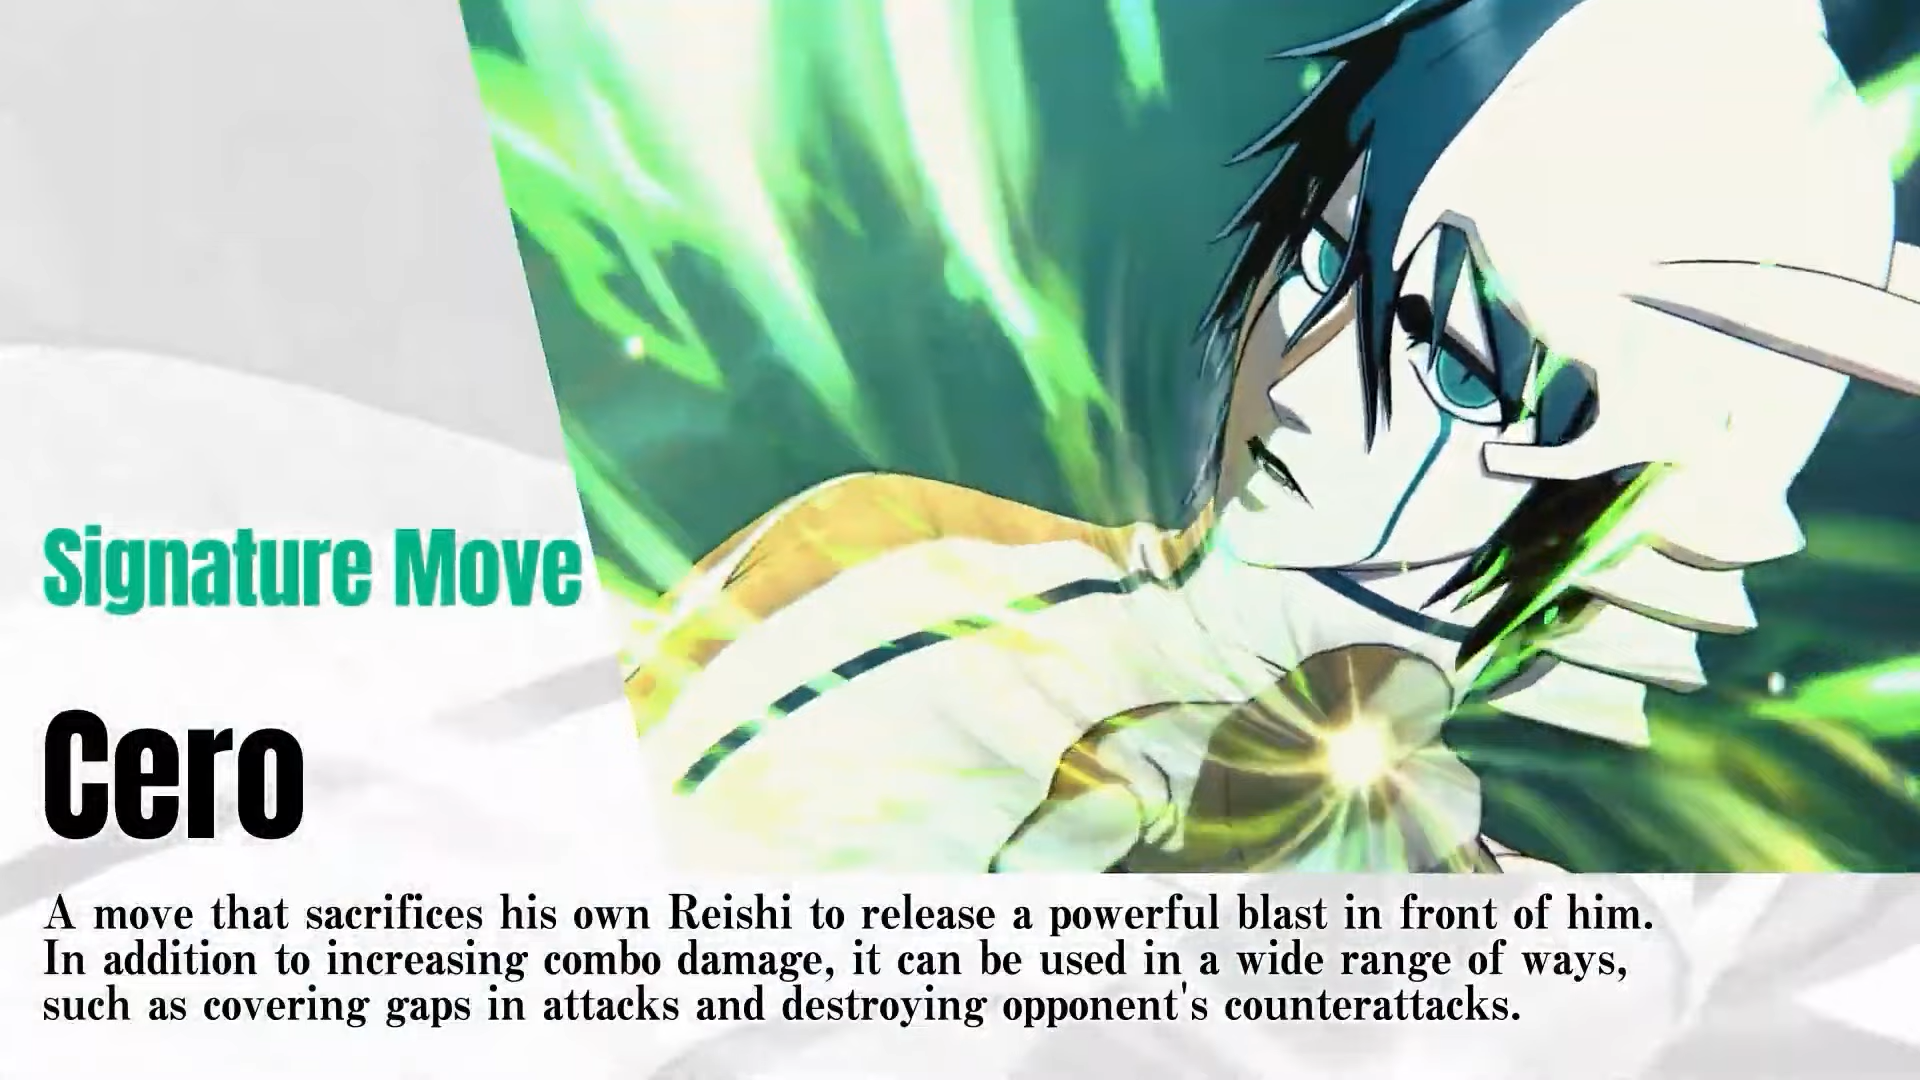 Signature Move
Cero
A move that sacrifices his own Reishi to release a powerful blast in front of him.
In addition to increasing combo damage, it can be used in a wide range of ways,
such as covering gaps in attacks and destroying opponent's counterattacks.